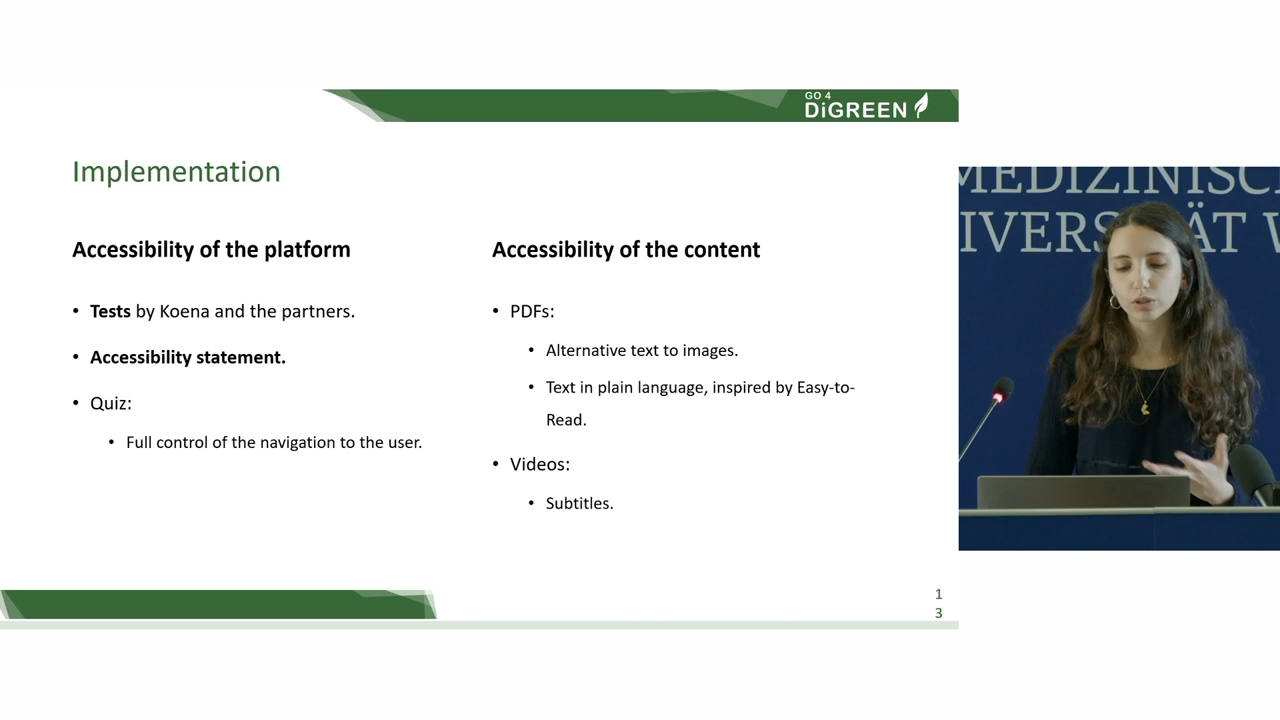 GO 4
DiGREEN
Implementation
Accessibility of the platform
• Tests by Koena and the partners.
• Accessibility statement.
• Quiz:
• Full control of the navigation to the user.
Accessibility of the content
• PDFs:
• Alternative text to images.
• Text in plain language, inspired by Easy-to-
Read.
• Videos:
• Subtitles.
1
3
MEDIZINISC
IVERS ÄT W